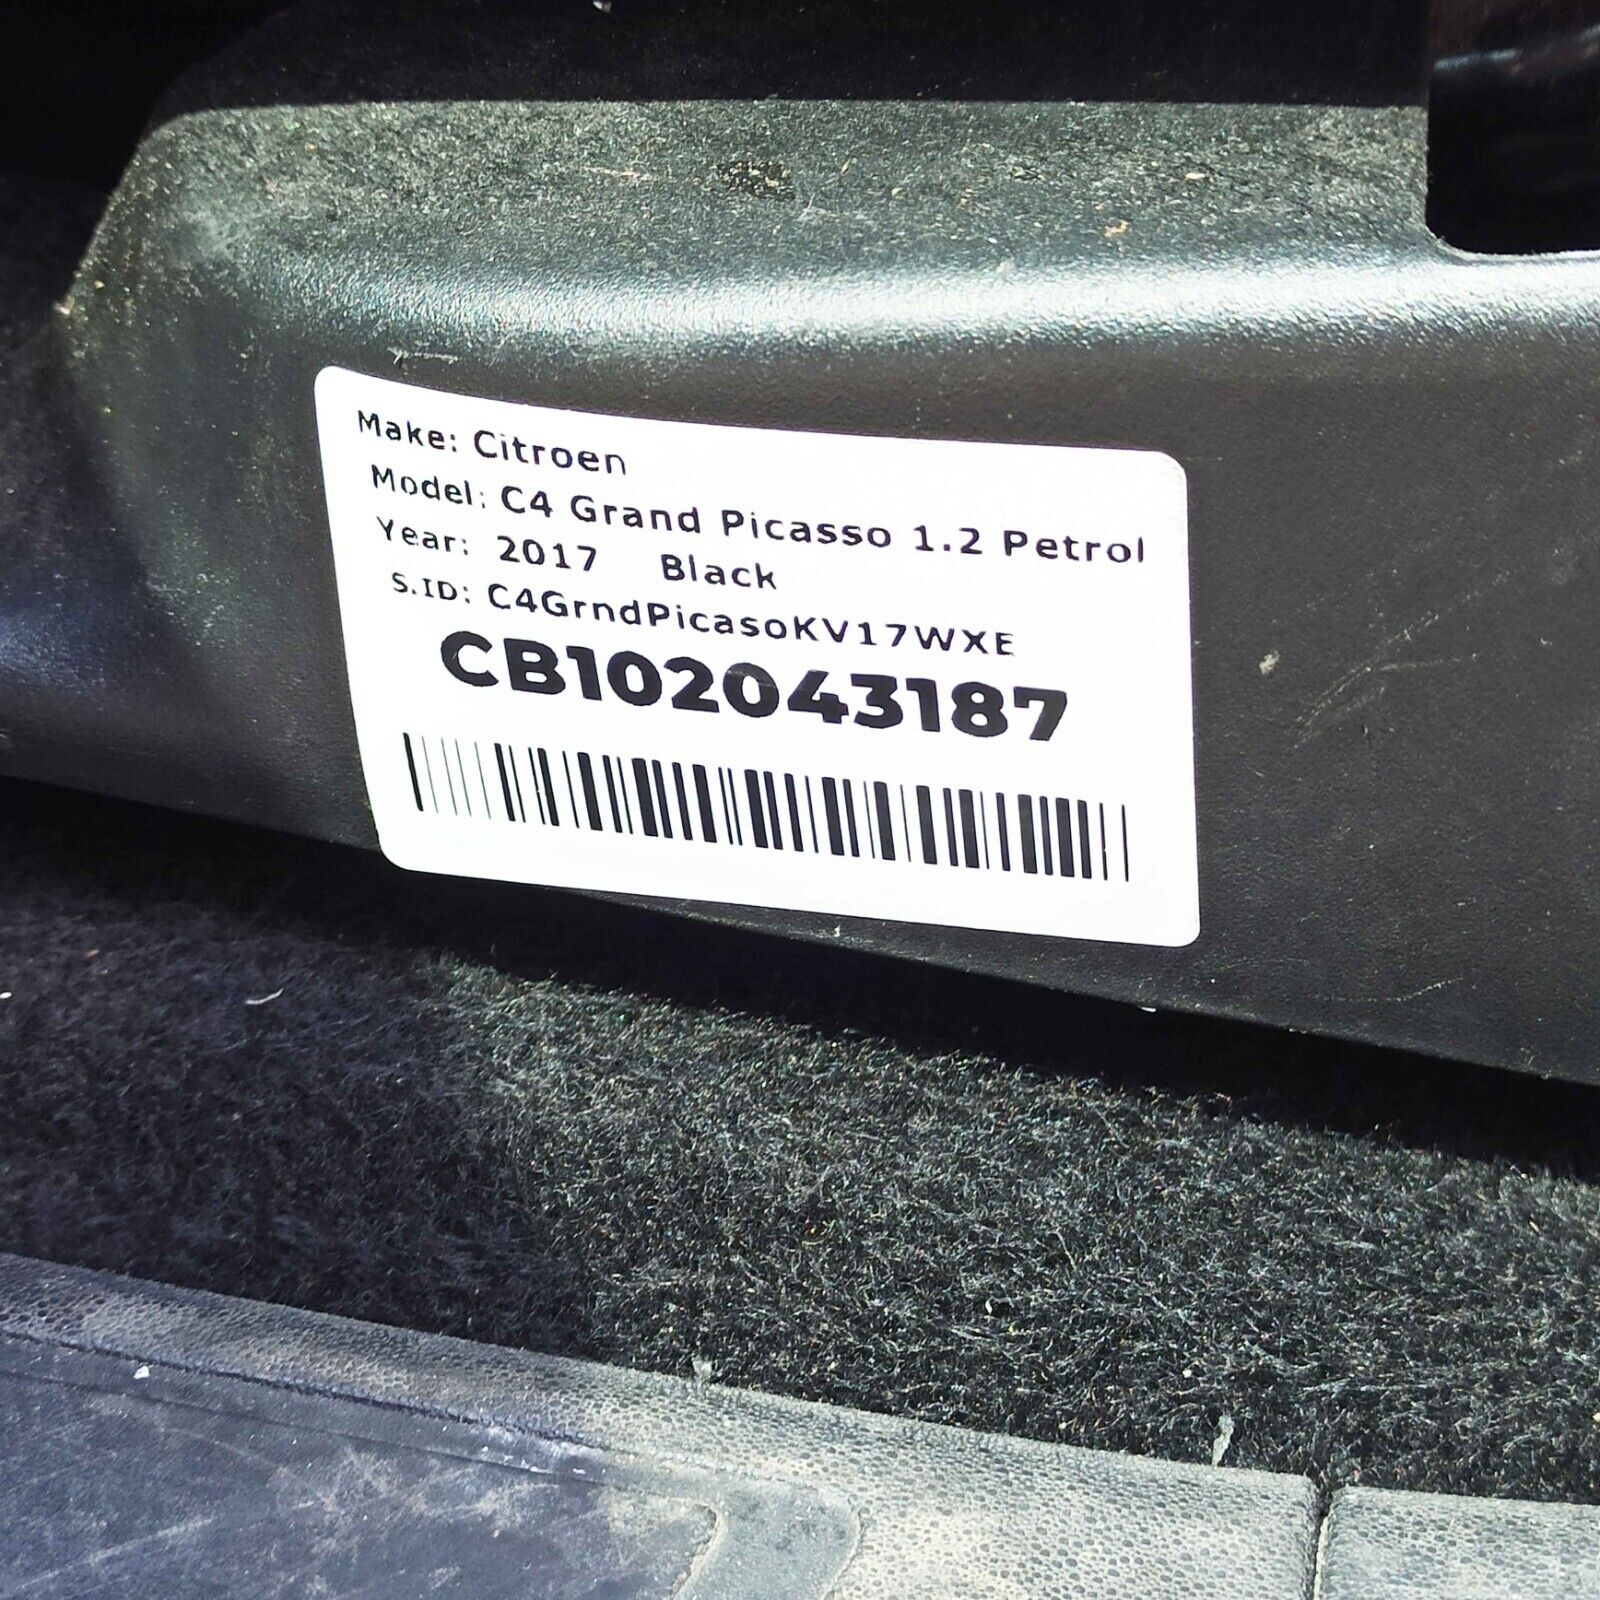 Make: Citroen
Model: C4 Grand Picasso 1.2 Petrol
Year: 2017 Black
S.ID: C4GrndPicasoKV17WXE
CB102043187